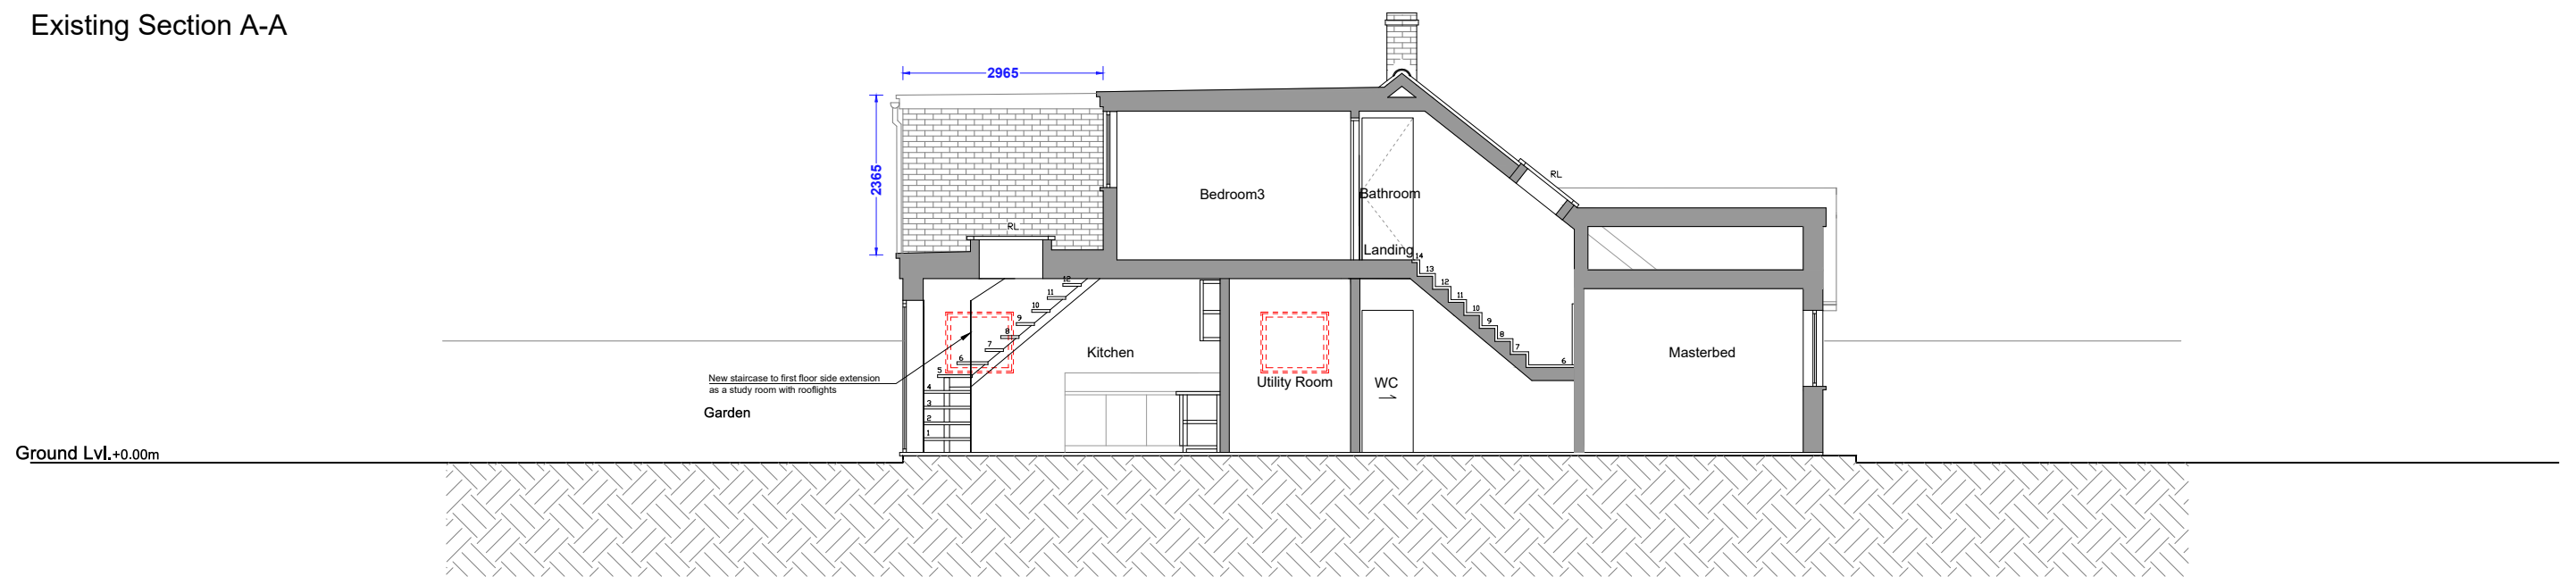 Existing Section A-A
2965
2365
RL
RL
Bedroom3
Bathroom
Landing
14
13
12
11
10
9
8
7
6
12
11
10
9
8
7
6
5
4
3
2
1
Kitchen
Utility Room
WC
Masterbed
New staircase to first floor side extension
as a study room with rooflights
Garden
Ground Lvl.+0.00m